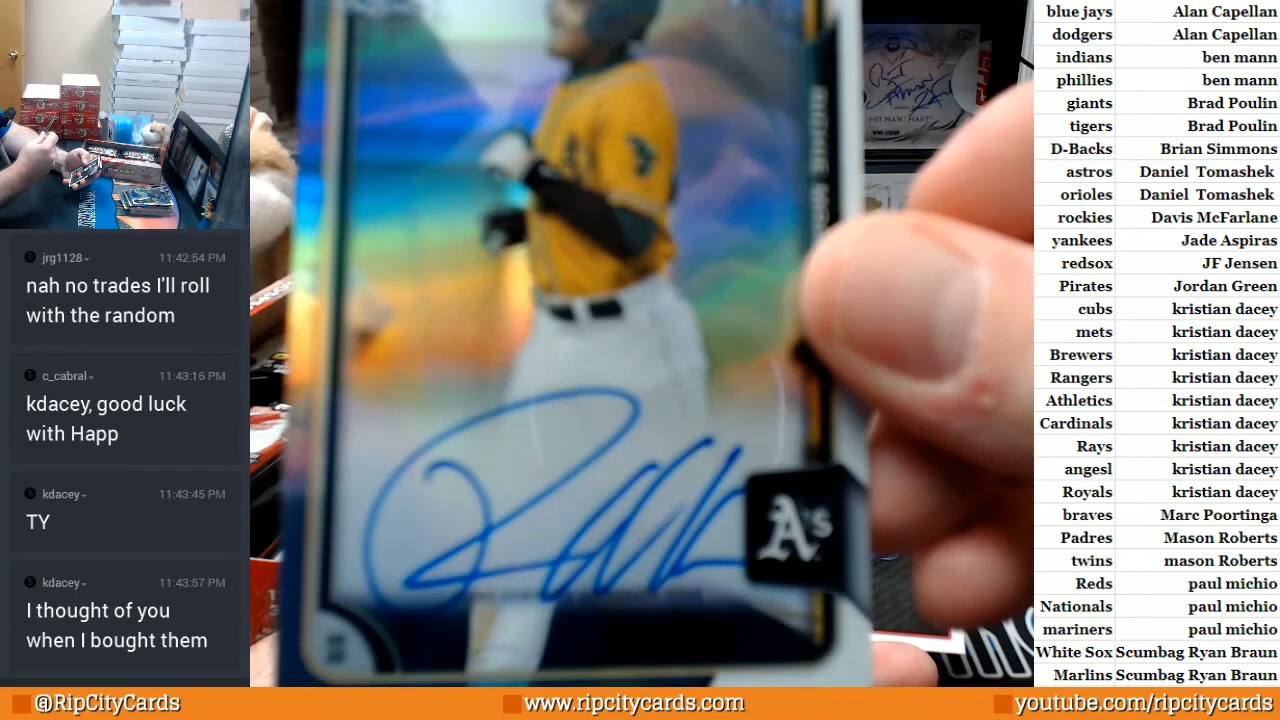 jrg1128 11:42:54 PM
nah no trades I'll roll
with the random
c_cabral 11:43:16 PM
kdacey, good luck
with Happ
kdacey 11:43:45 PM
TY
kdacey 11:43:57 PM
I thought of you
when I bought them
A's
"HIT MAN" HART
blue jays Alan Capellan
dodgers Alan Capellan
indians ben mann
phillies ben mann
giants Brad Poulin
tigers Brad Poulin
D-Backs Brian Simmons
astros Daniel Tomashek
orioles Daniel Tomashek
rockies Davis McFarlane
yankees Jade Aspiras
redsox JF Jensen
Pirates Jordan Green
cubs kristian dacey
mets kristian dacey
Brewers kristian dacey
Rangers kristian dacey
Athletics kristian dacey
Cardinals kristian dacey
Rays kristian dacey
angesl kristian dacey
Royals kristian dacey
braves Marc Poortinga
Padres Mason Roberts
twins mason Roberts
Reds paul michio
Nationals paul michio
mariners paul michio
White Sox Scumbag Ryan Braun
Marlins Scumbag Ryan Braun
@RipCityCards www.ripcitycards.com youtube.com/ripcitycards